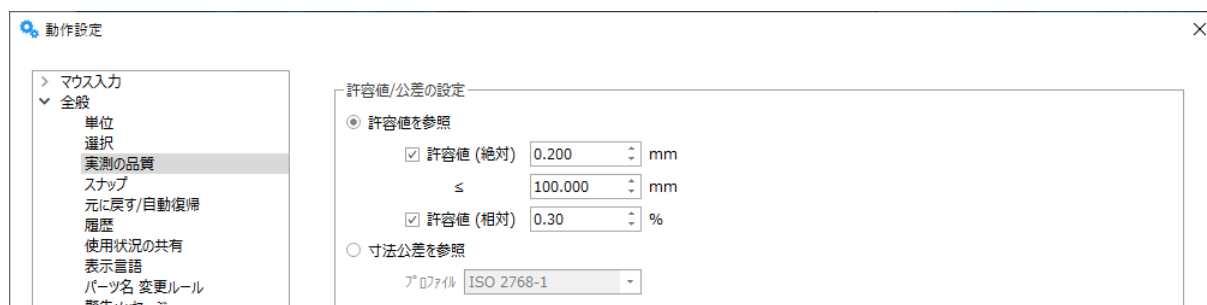 動作設定
マウス入力
全般
単位
選択
実測の品質
スナップ
元に戻す/自動復帰
履歴
使用状況の共有
表示言語
パーツ名 変更ルール
許容値/公差の設定
許容値を参照
許容値 (絶対) 0.200 mm
≤ 100.000 mm
許容値 (相対) 0.30 %
寸法公差を参照
プロファイル ISO 2768-1